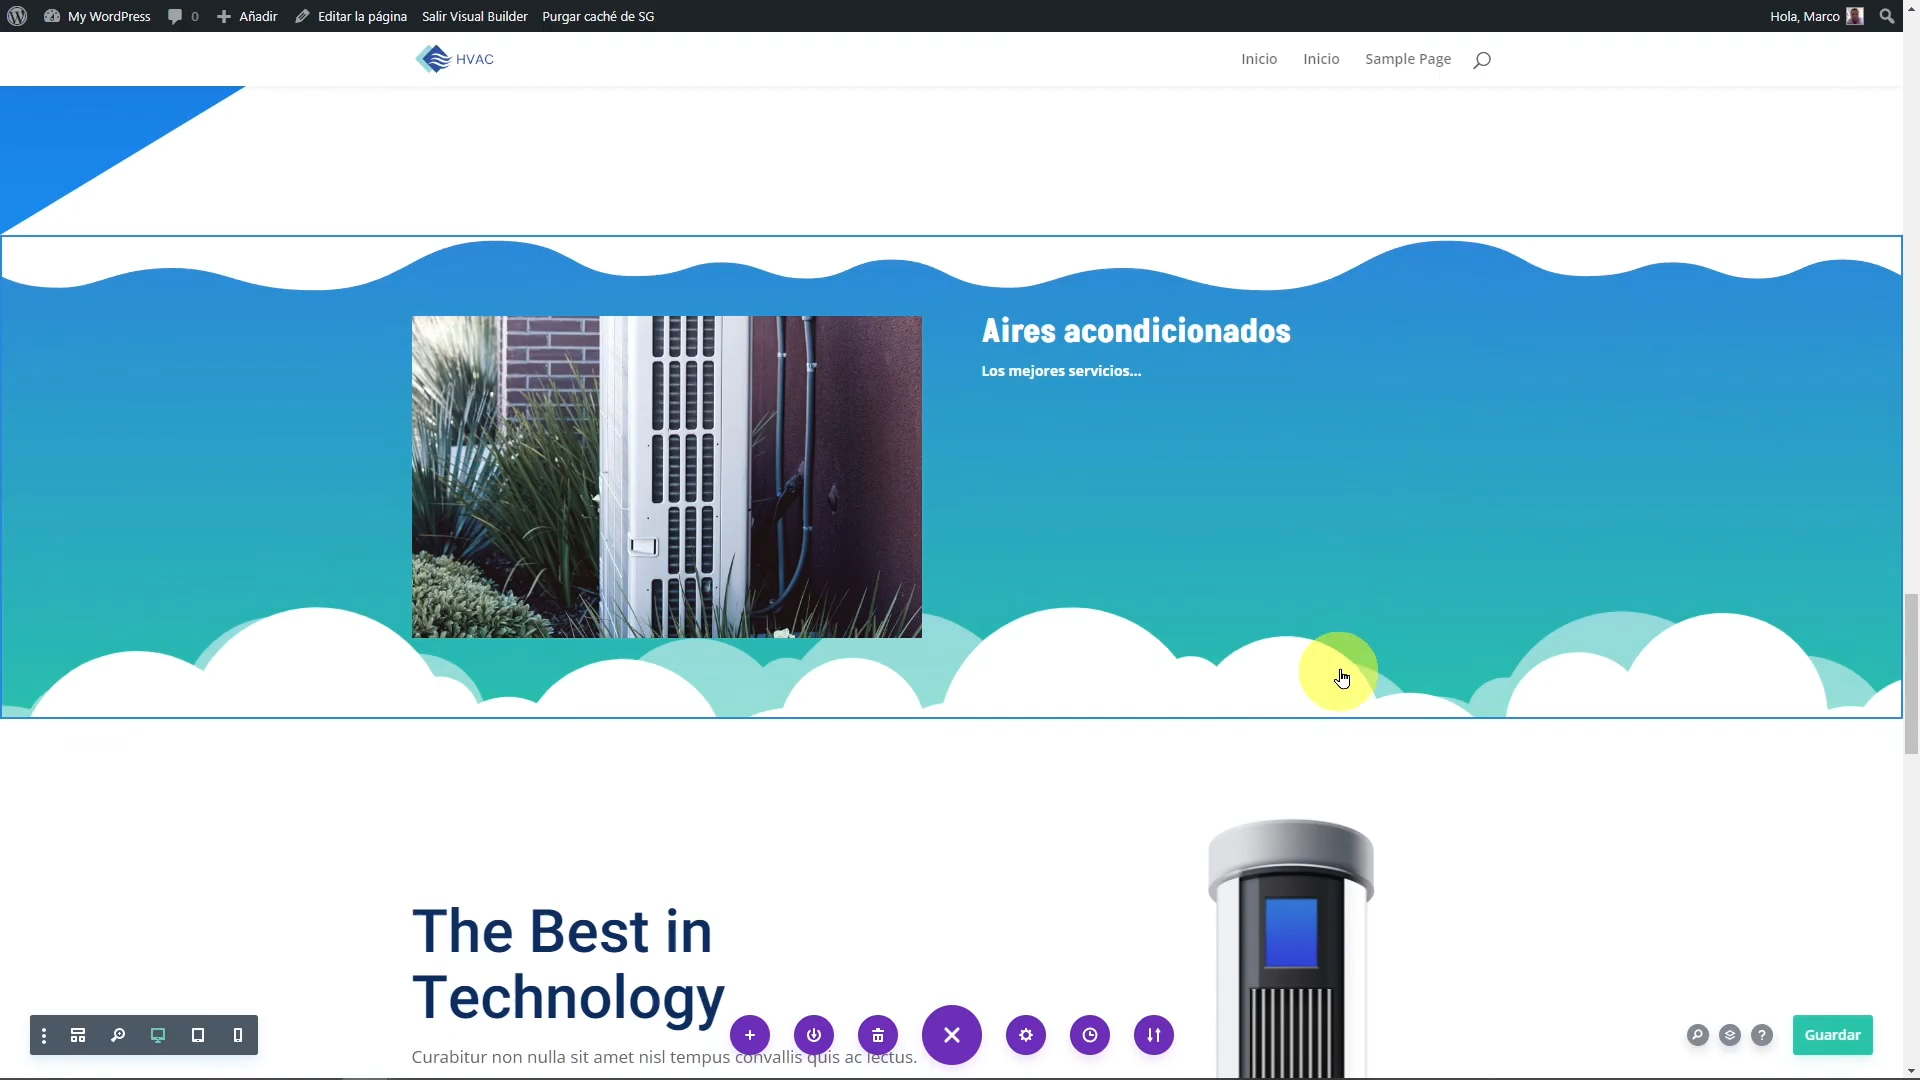 My WordPress 0 Añadir Editar la página Salir Visual Builder Purgar caché de SG Hola, Marco
HVAC Inicio Inicio Sample Page
Aires acondicionados
Los mejores servicios...
The Best in
Technology
Curabitur non nulla sit amet nisl tempus convallis quis ac lectus.
Guardar